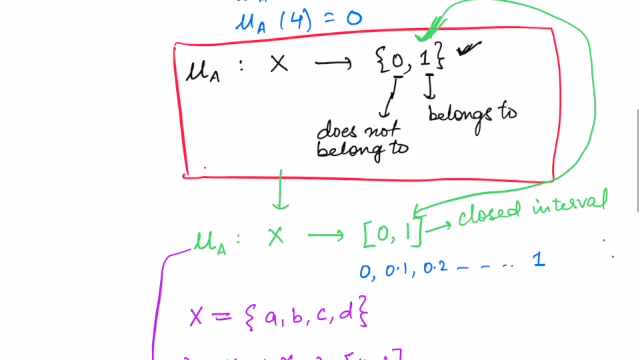 μA (4) = 0
μA : X → {0, 1} ✓
does not belongs to
belong to
μA : X → [0, 1] → closed interval
0, 0.1, 0.2 - - - .. 1
X = {a, b, c, d}